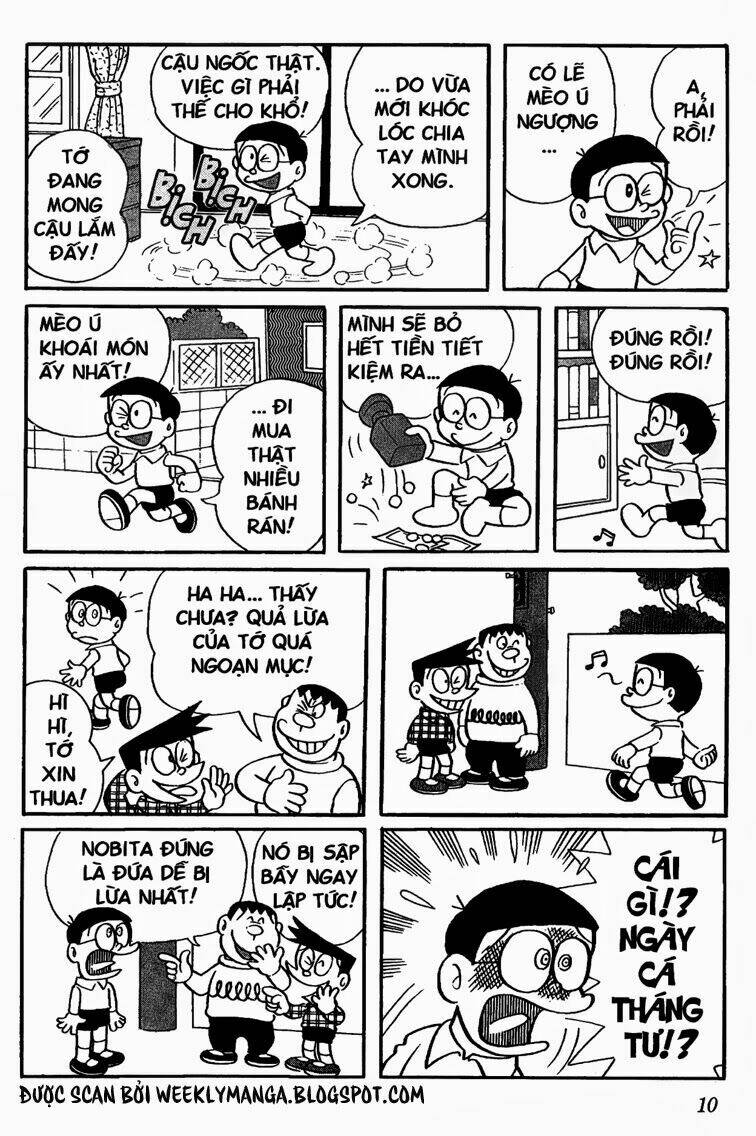 A,
PHẢI
RỒI!
CÓ LẼ
MÈO Ú
NGƯỢNG
...
... DO VỪA
MỚI KHÓC
LÓC CHIA
TAY MÌNH
XONG.
CẬU NGỐC THẬT.
VIỆC GÌ PHẢI
THẾ CHO KHỔ!
BỊCH
BỊCH
TỚ
ĐANG
MONG
CẬU LẮM
ĐẤY!
ĐÚNG RỒI!
ĐÚNG RỒI!
MÌNH SẼ BỎ
HẾT TIỀN TIẾT
KIỆM RA...
... ĐI
MUA
THẬT
NHIỀU
BÁNH
RÁN!
MÈO Ú
KHOÁI MÓN
ẤY NHẤT!
HA HA... THẤY
CHƯA? QUẢ LỪA
CỦA TỚ QUÁ
NGOẠN MỤC!
HÌ
HÌ,
TỚ
XIN
THUA!
CÁI
GÌ!?
NGÀY
CÁ
THÁNG
TƯ!?
NÓ BỊ SẬP
BẪY NGAY
LẬP TỨC!
NOBITA ĐÚNG
LÀ ĐỨA DỄ BỊ
LỪA NHẤT!
ĐƯỢC SCAN BỞI WEEKLYMANGA.BLOGSPOT.COM
10